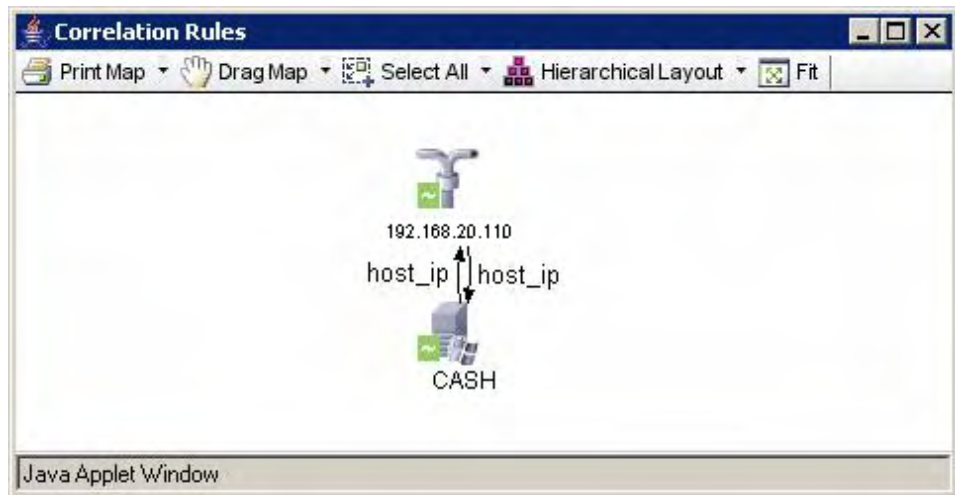 Correlation Rules
Print Map Drag Map Select All Hierarchical Layout Fit
192.168.20.110
host_ip host_ip
CASH
Java Applet Window